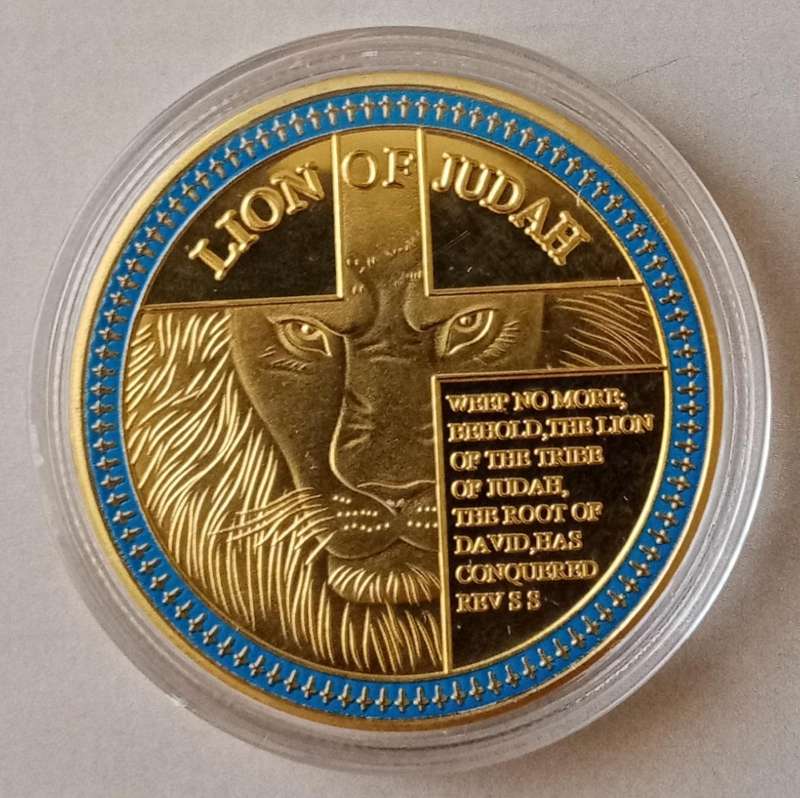 LION OF JUDAH
WEEP NO MORE;
BEHOLD,THE LION
OF THE TRIBE
OF JUDAH,
THE ROOT OF
DAVID,HAS
CONQUERED
REV S S